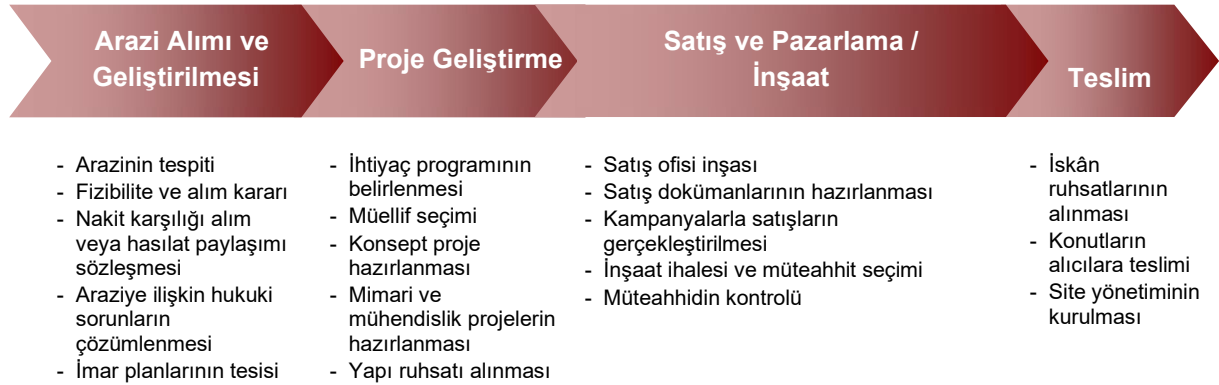 Arazi Alımı ve
Geliştirilmesi
Proje Geliştirme
Satış ve Pazarlama /
İnşaat
Teslim
- Arazinin tespiti
- Fizibilite ve alım kararı
- Nakit karşılığı alım
veya hasılat paylaşımı
sözleşmesi
- Araziye ilişkin hukuki
sorunların
çözümlenmesi
- İmar planlarının tesisi
- İhtiyaç programının
belirlenmesi
- Müellif seçimi
- Konsept proje
hazırlanması
- Mimari ve
mühendislik projelerin
hazırlanması
- Yapı ruhsatı alınması
- Satış ofisi inşası
- Satış dokümanlarının hazırlanması
- Kampanyalarla satışların
gerçekleştirilmesi
- İnşaat ihalesi ve müteahhit seçimi
- Müteahhidin kontrolü
- İskân
ruhsatlarının
alınması
- Konutların
alıcılara teslimi
- Site yönetiminin
kurulması